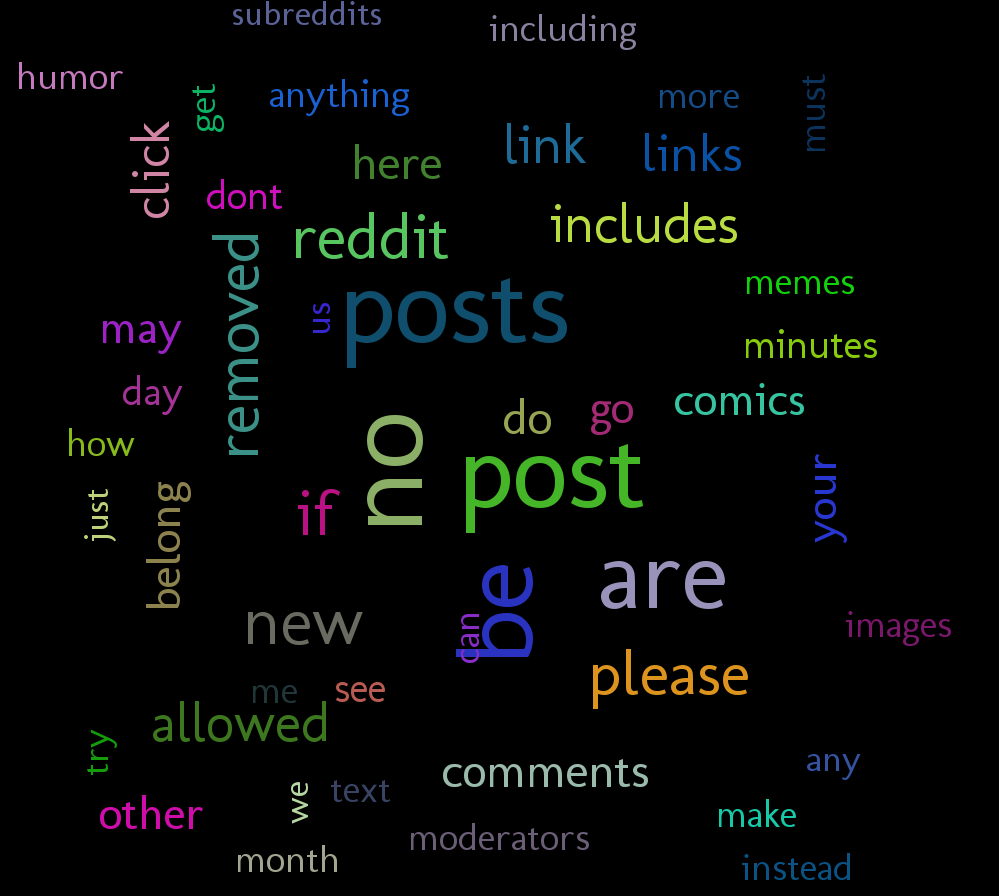 subreddits
including
humor
anything
get
more
must
click
link
links
here
dont
reddit
includes
removed
posts
us
memes
may
minutes
day
comics
do
go
no
how
post
your
just
belong
if
are
be
new
can
images
please
me
see
allowed
try
comments
any
text
we
other
make
moderators
month
instead